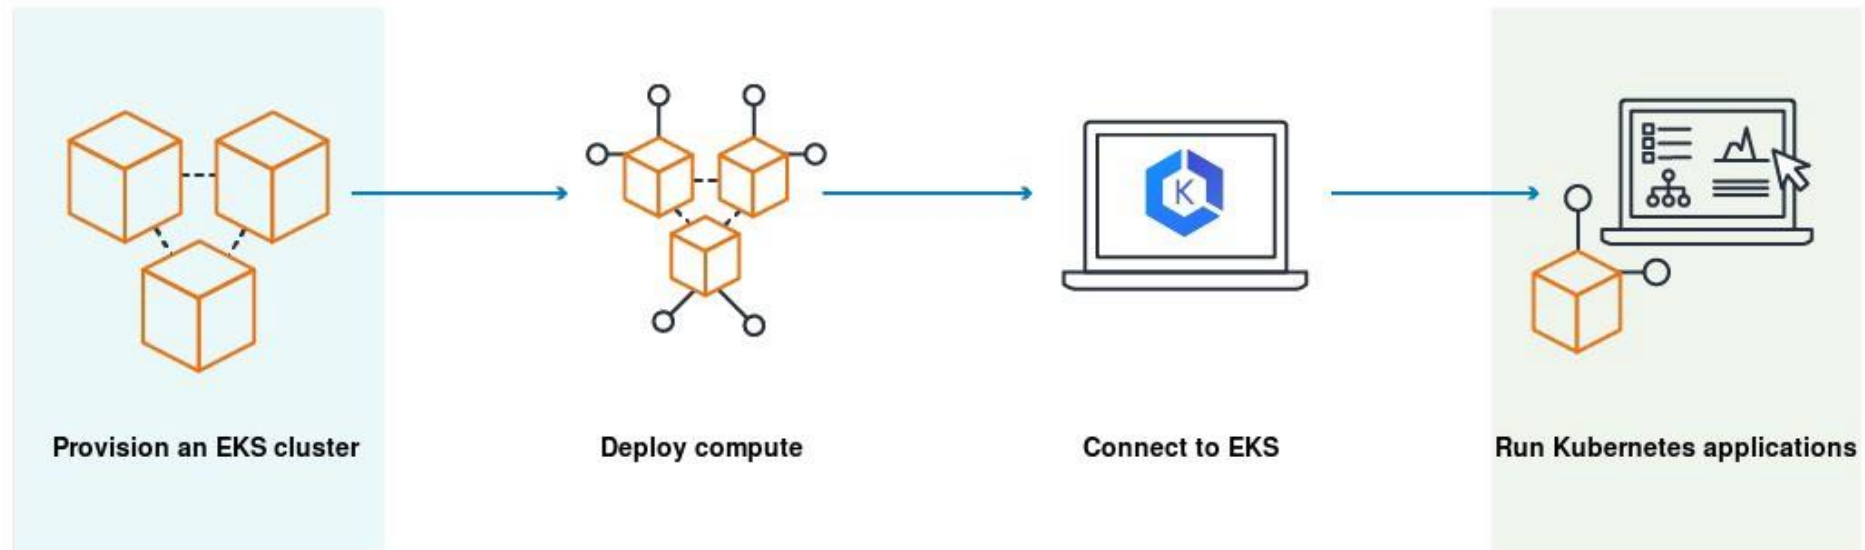 K
Provision an EKS cluster
Deploy compute
Connect to EKS
Run Kubernetes applications